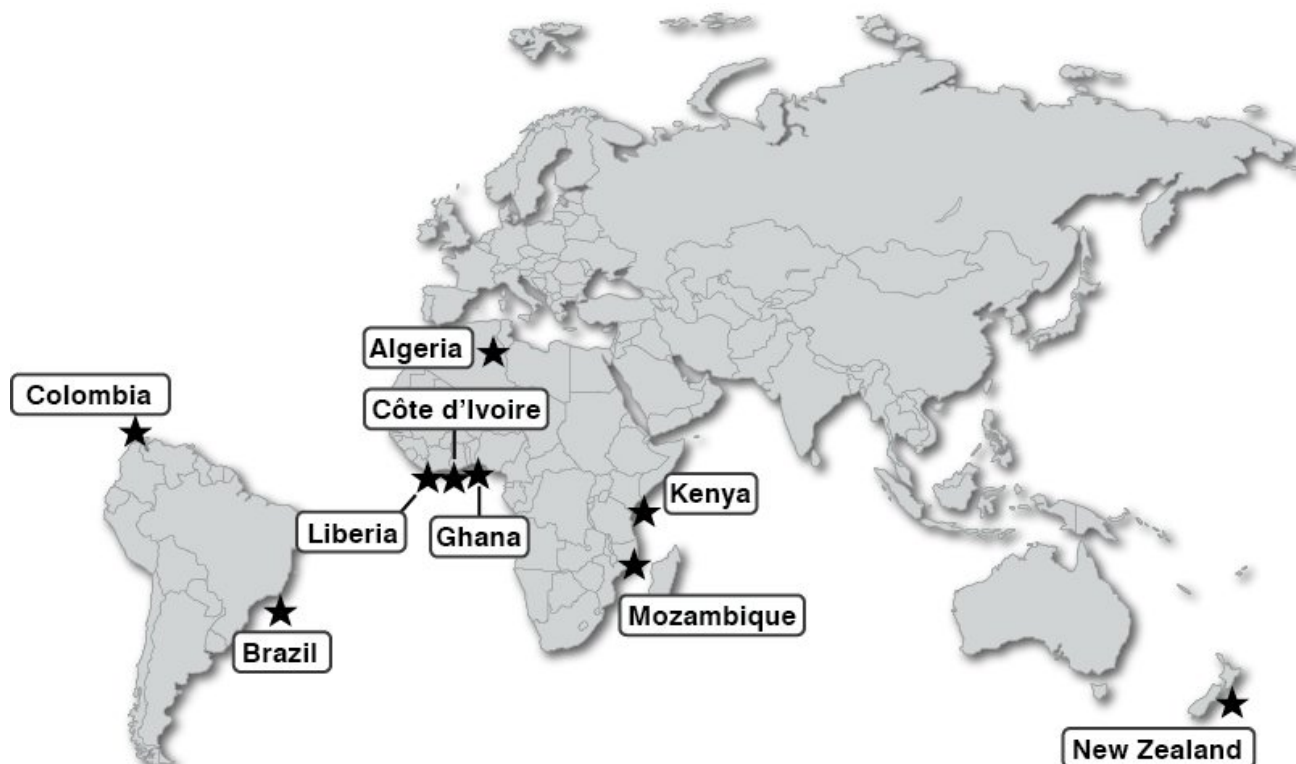 Algeria
Colombia
Côte d’Ivoire
Kenya
Liberia
Ghana
Mozambique
Brazil
New Zealand